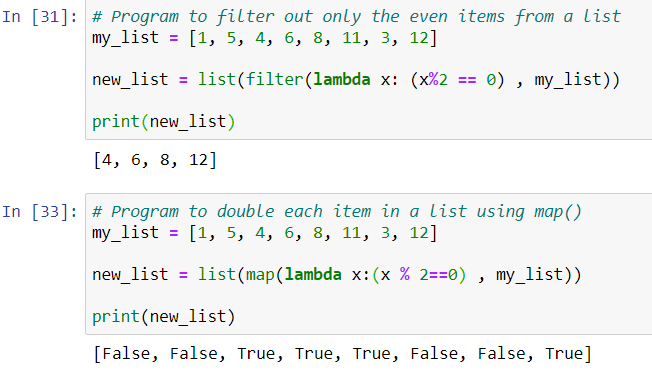 In [31]: # Program to filter out only the even items from a list
my_list = [1, 5, 4, 6, 8, 11, 3, 12]
new_list = list(filter(lambda x: (x%2 == 0) , my_list))
print(new_list)
[4, 6, 8, 12]
In [33]: # Program to double each item in a list using map()
my_list = [1, 5, 4, 6, 8, 11, 3, 12]
new_list = list(map(lambda x:(x % 2==0) , my_list))
print(new_list)
[False, False, True, True, True, False, False, True]